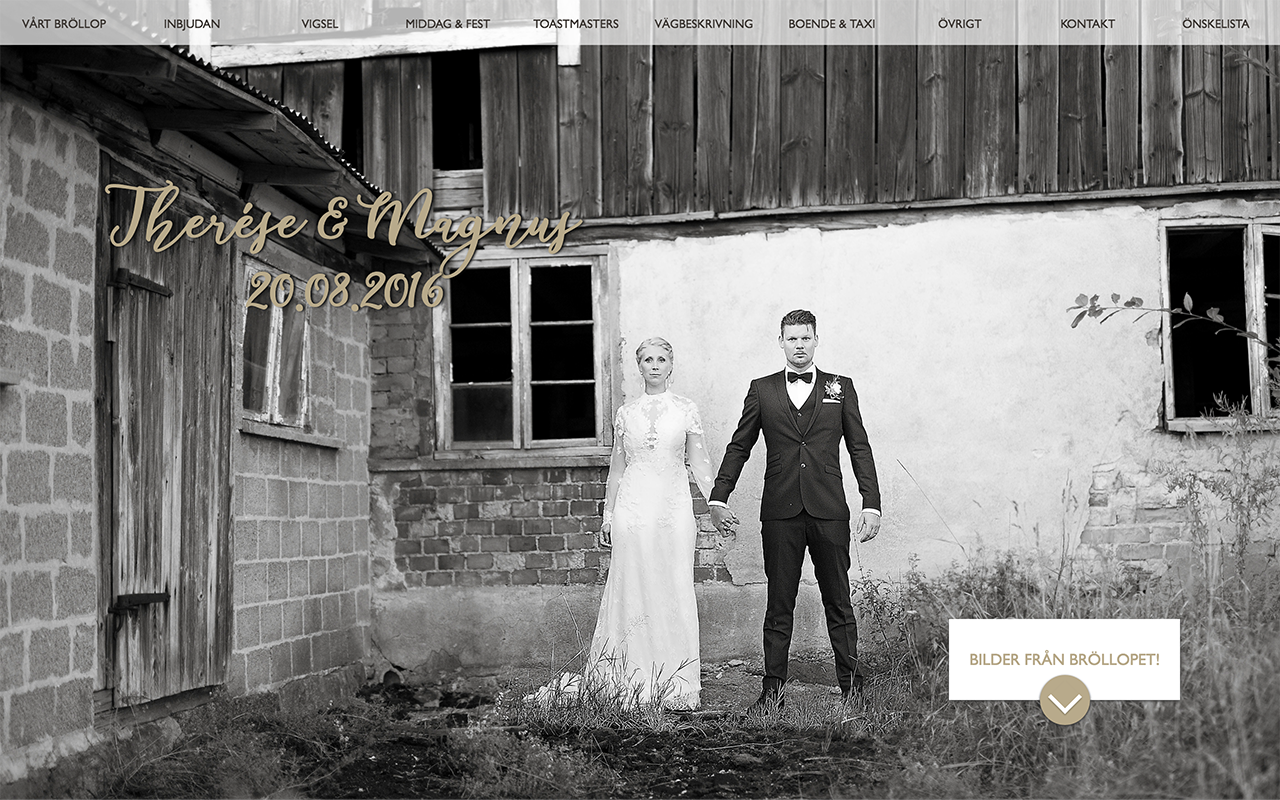 VÅRT BRÖLLOP INBJUDAN VIGSEL MIDDAG & FEST TOASTMASTERS VÄGBESKRIVNING BOENDE & TAXI ÖVRIGT KONTAKT ÖNSKELISTA
Therése & Magnus
20.08.2016
BILDER FRÅN BRÖLLOPET!